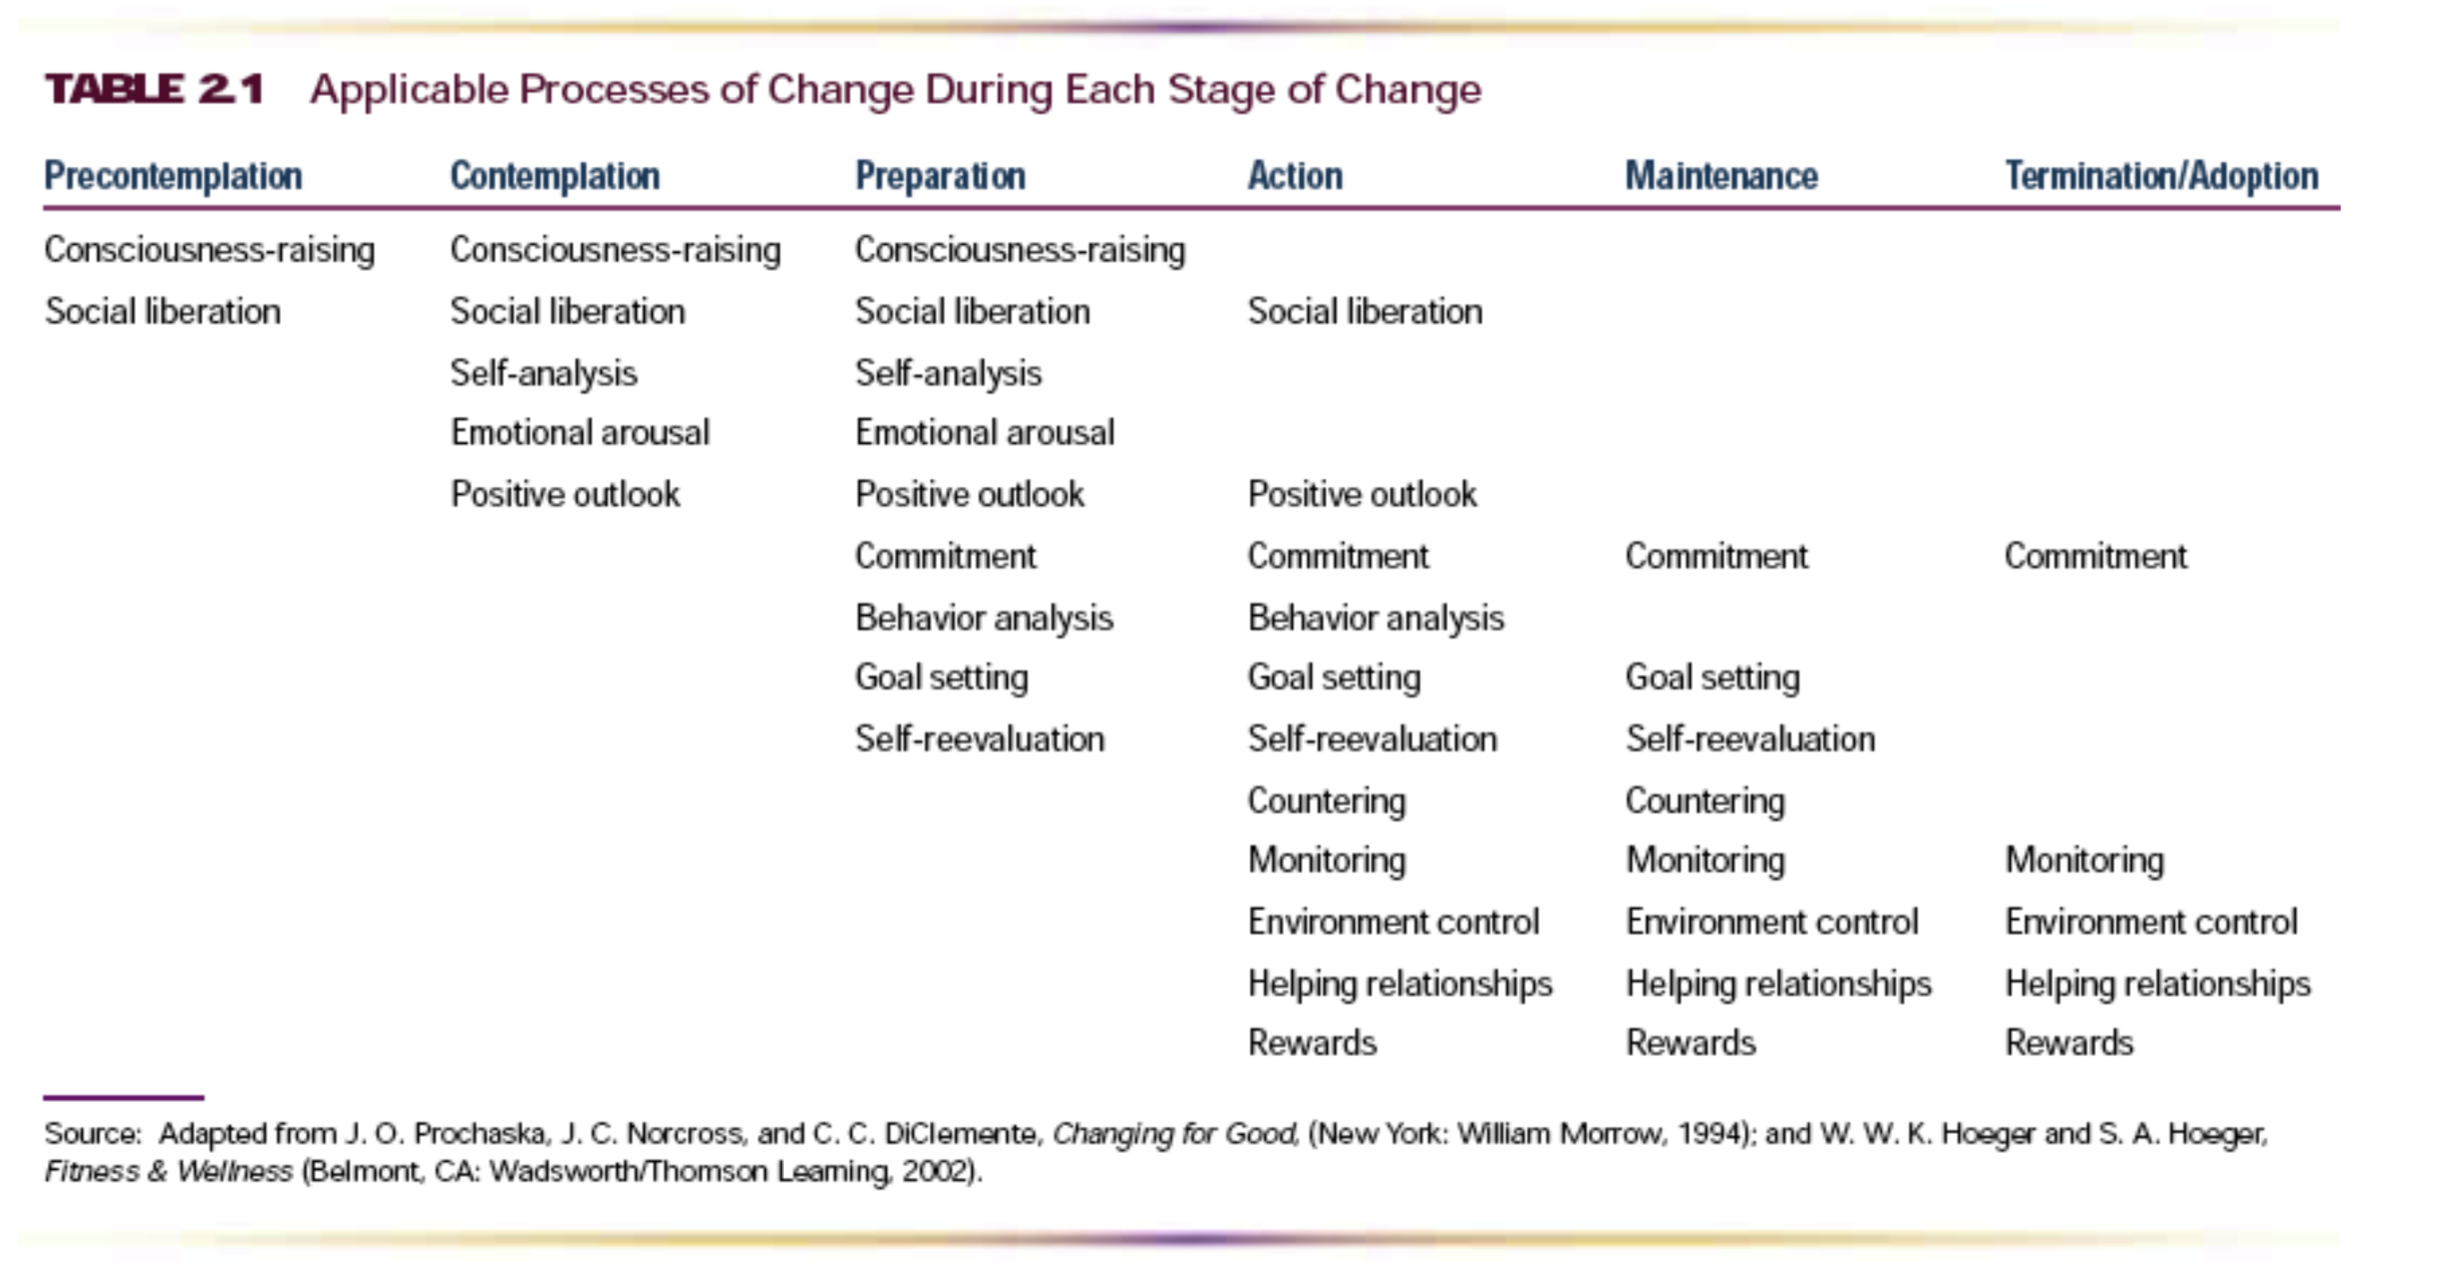 TABLE 2.1 Applicable Processes of Change During Each Stage of Change
Precontemplation Contemplation Preparation Action Maintenance Termination/Adoption
Consciousness-raising Consciousness-raising Consciousness-raising
Social liberation Social liberation Social liberation Social liberation
Self-analysis Self-analysis
Emotional arousal Emotional arousal
Positive outlook Positive outlook Positive outlook
Commitment Commitment Commitment Commitment
Behavior analysis Behavior analysis
Goal setting Goal setting Goal setting
Self-reevaluation Self-reevaluation Self-reevaluation
Countering Countering
Monitoring Monitoring Monitoring
Environment control Environment control Environment control
Helping relationships Helping relationships Helping relationships
Rewards Rewards Rewards
Source: Adapted from J. O. Prochaska, J. C. Norcross, and C. C. DiClemente, Changing for Good, (New York: William Morrow, 1994); and W. W. K. Hoeger and S. A. Hoeger,
Fitness & Wellness (Belmont, CA: Wadsworth/Thomson Learning, 2002).